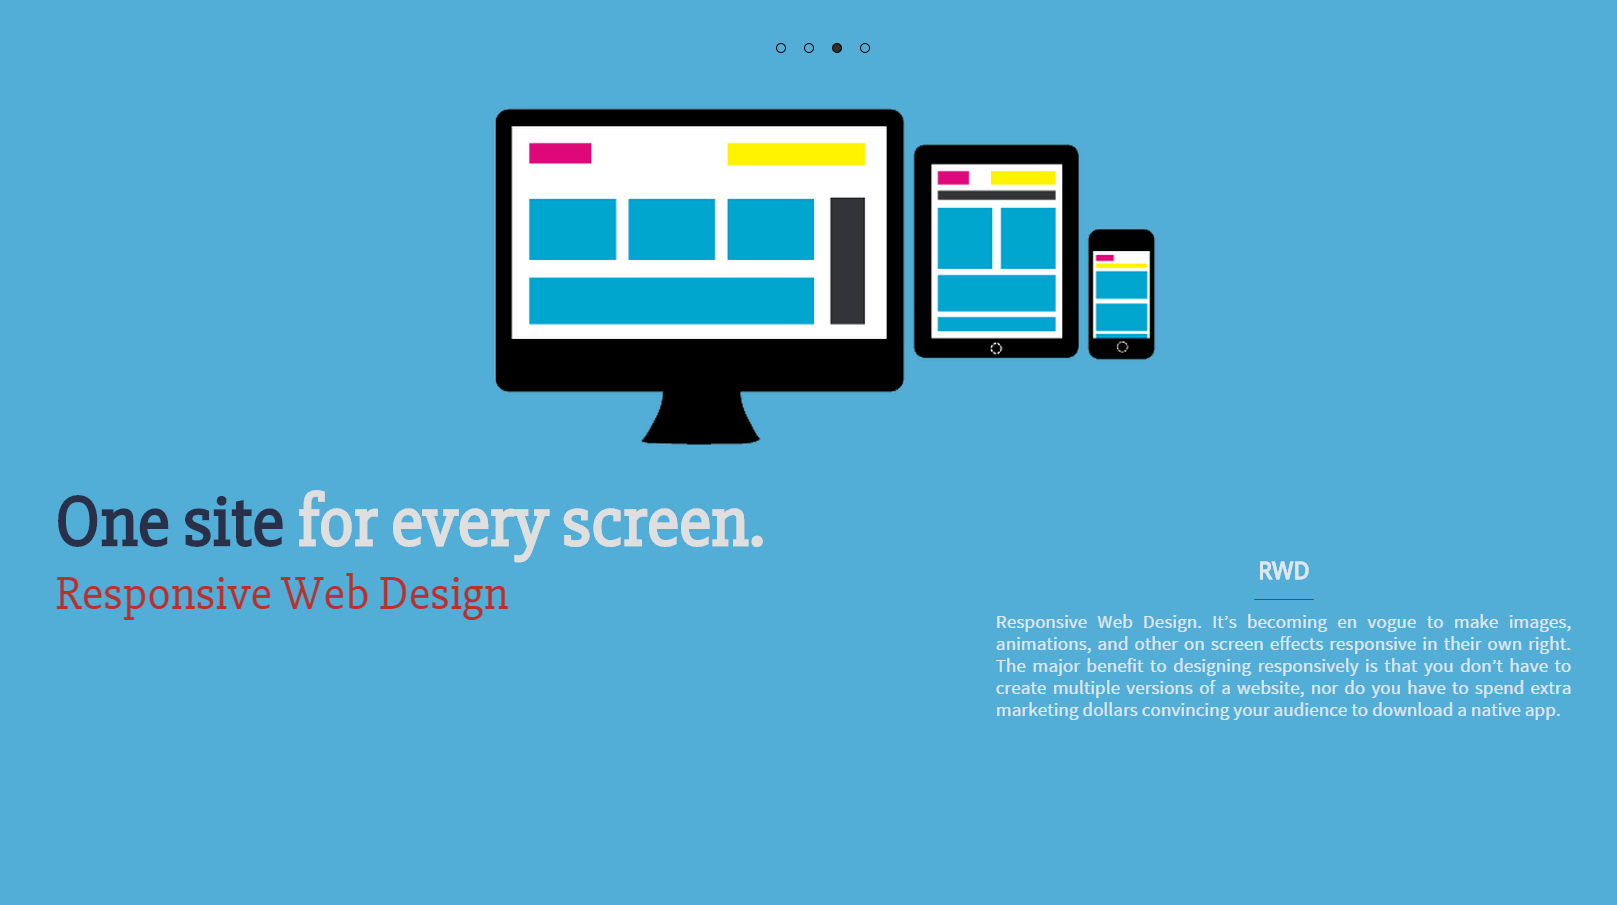 One site for every screen.
Responsive Web Design
RWD
Responsive Web Design. It’s becoming en vogue to make images,
animations, and other on screen effects responsive in their own right.
The major benefit to designing responsively is that you don’t have to
create multiple versions of a website, nor do you have to spend extra
marketing dollars convincing your audience to download a native app.